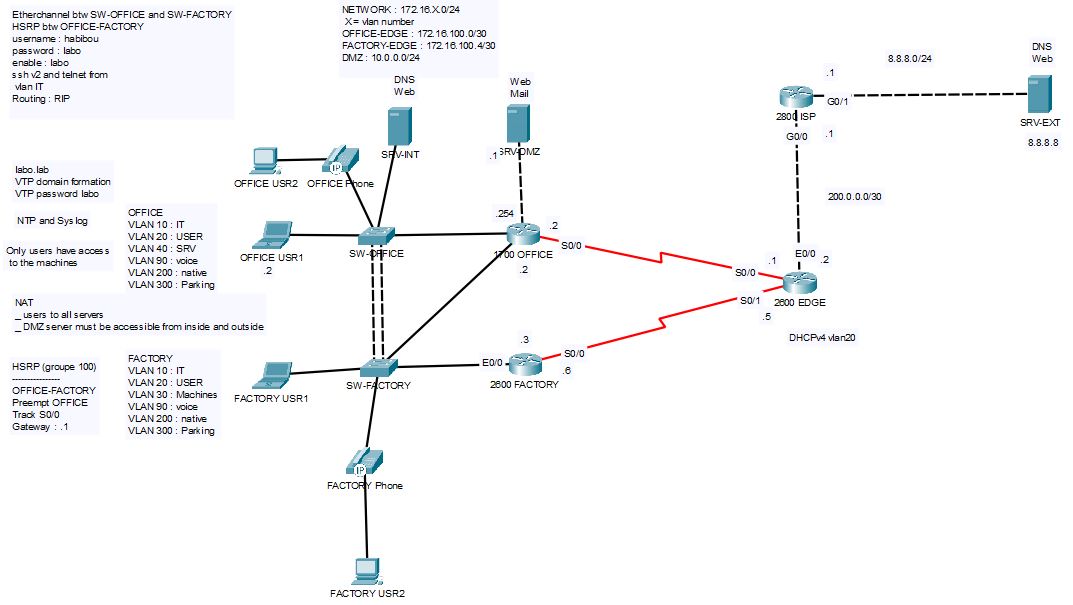 Etherchannel btw SW-OFFICE and SW-FACTORY
HSRP btw OFFICE-FACTORY
username : habibou
password : labo
enable : labo
ssh v2 and telnet from
vlan IT
Routing : RIP
NETWORK : 172.16.X.0/24
X = vlan number
OFFICE-EDGE : 172.16.100.0/30
FACTORY-EDGE : 172.16.100.4/30
DMZ : 10.0.0.0/24
DNS
Web
SRV-INT
Web
Mail
.1
SRV-DMZ
8.8.8.0/24
DNS
Web
SRV-EXT
8.8.8.8
.1
G0/1
2800 ISP
G0/0
.1
200.0.0.0/30
OFFICE USR2
IP
OFFICE Phone
labo.lab
VTP domain formation
VTP password labo
NTP and Syslog
Only users have access
to the machines
OFFICE
VLAN 10 : IT
VLAN 20 : USER
VLAN 40 : SRV
VLAN 90 : voice
VLAN 200 : native
VLAN 300 : Parking
OFFICE USR1
.2
SW-OFFICE
.254
.2
S0/0
1700 OFFICE
.2
E0/0
.2
.1
S0/0
2600 EDGE
S0/1
.5
DHCPv4 vlan20
NAT
_ users to all servers
_ DMZ server must be accessible from inside and outside
HSRP (groupe 100)
----------------
OFFICE-FACTORY
Preempt OFFICE
Track S0/0
Gateway : .1
FACTORY
VLAN 10 : IT
VLAN 20 : USER
VLAN 30 : Machines
VLAN 90 : voice
VLAN 200 : native
VLAN 300 : Parking
FACTORY USR1
SW-FACTORY
E0/0
.3
S0/0
.6
2600 FACTORY
IP
FACTORY Phone
FACTORY USR2